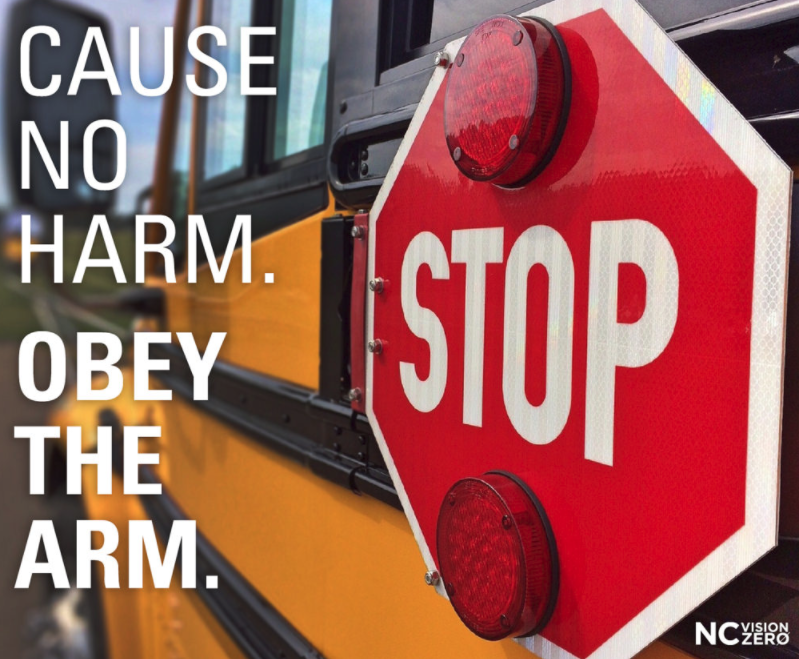 CAUSE
NO
HARM.
OBEY
THE
ARM.
STOP
NC VISION
ZERO